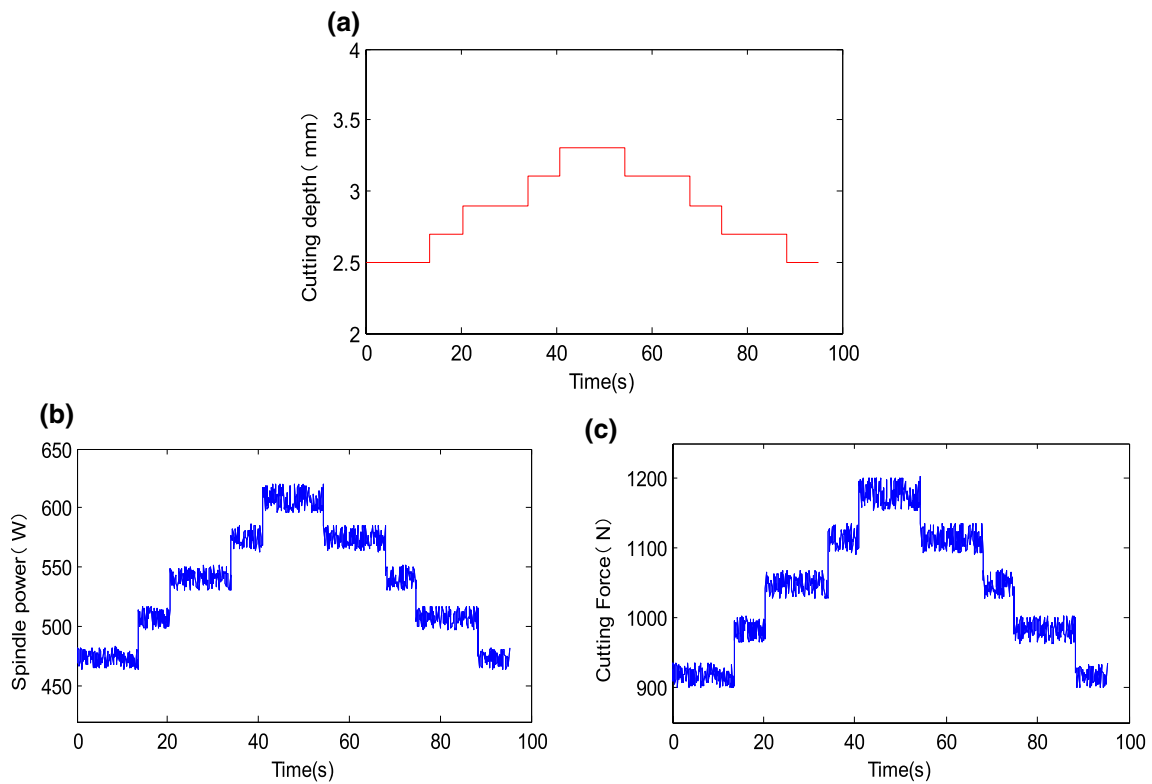 (a)
4
3.5
3
2.5
2
Cutting depth( mm)
0 20 40 60 80 100
Time(s)
(b)
650
600
550
500
450
Spindle power( W)
0 20 40 60 80 100
Time(s)
(c)
1200
1100
1000
900
Cutting Force( N)
0 20 40 60 80 100
Time(s)